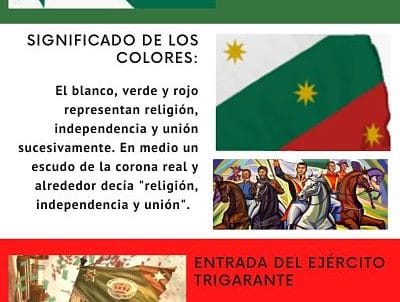 SIGNIFICADO DE LOS
COLORES:
El blanco, verde y rojo
representan religión,
independencia y unión
sucesivamente. En medio un
escudo de la corona real y
alrededor decía "religión,
independencia y unión".
ENTRADA DEL EJÉRCITO
TRIGARANTE